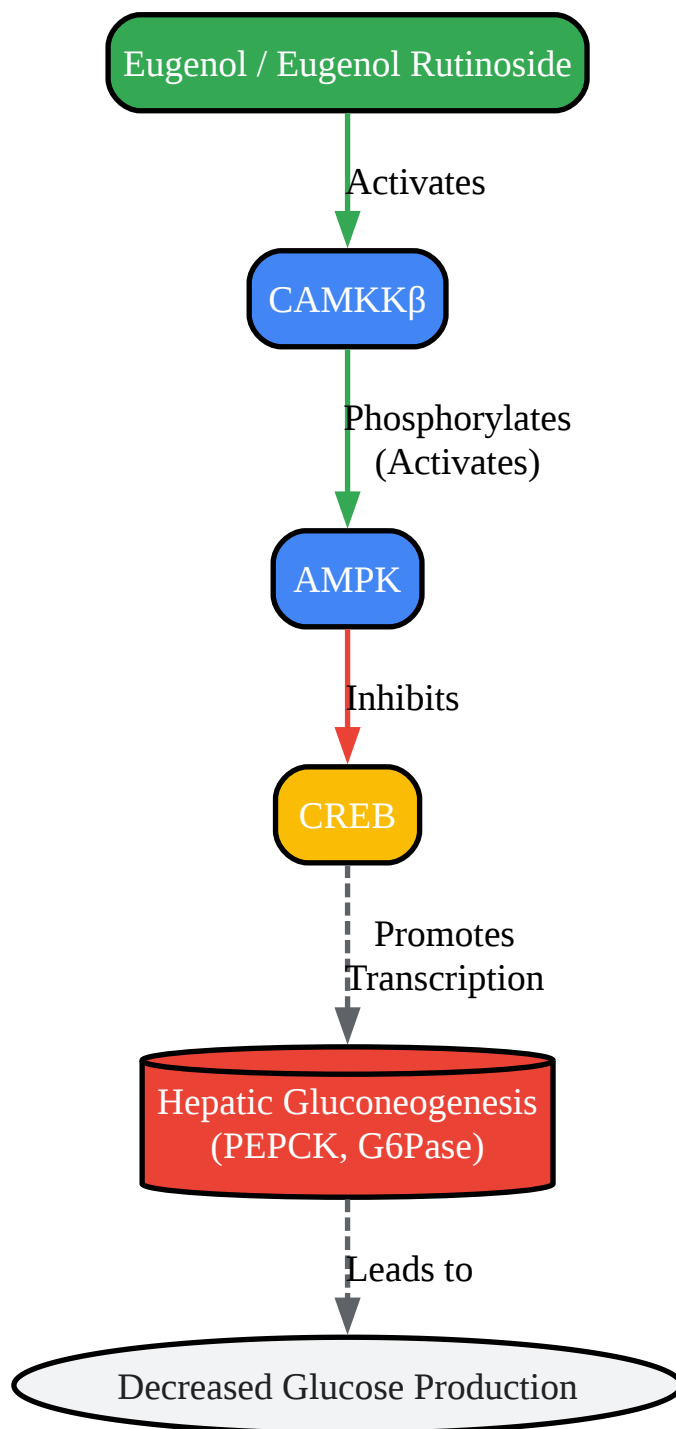 Eugenol / Eugenol Rutinoside
Activates
CAMKKβ
Phosphorylates
(Activates)
AMPK
Inhibits
CREB
Promotes
Transcription
Hepatic Gluconeogenesis
(PEPCK, G6Pase)
Leads to
Decreased Glucose Production